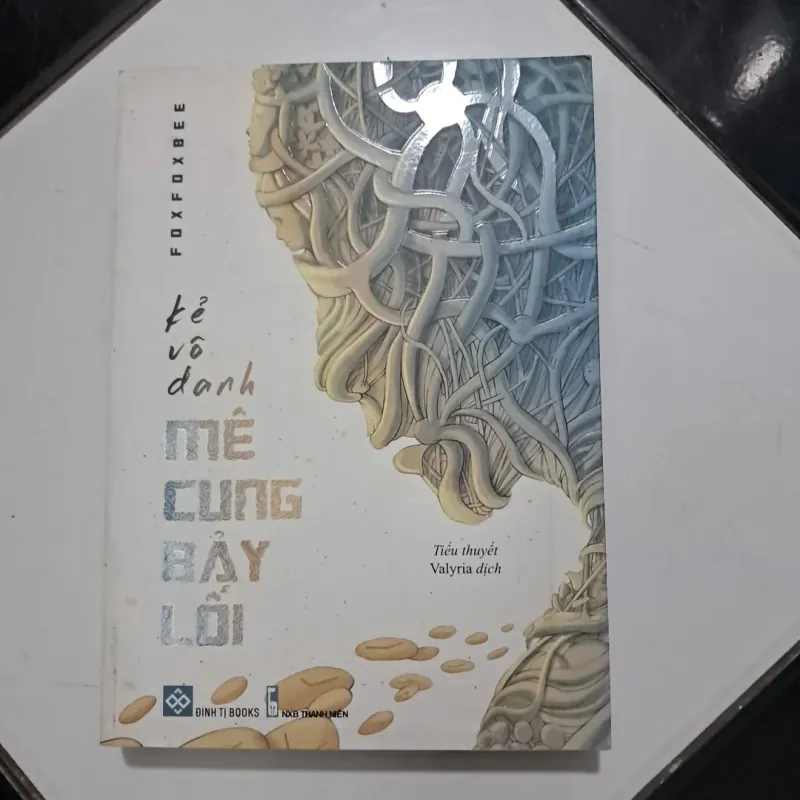 FOXFOXBEE
kẻ
vô
danh
MÊ
CUNG
BẢY
LỐI
Tiểu thuyết
Valyria dịch
ĐINH TỊ BOOKS
NXB THANH NIÊN